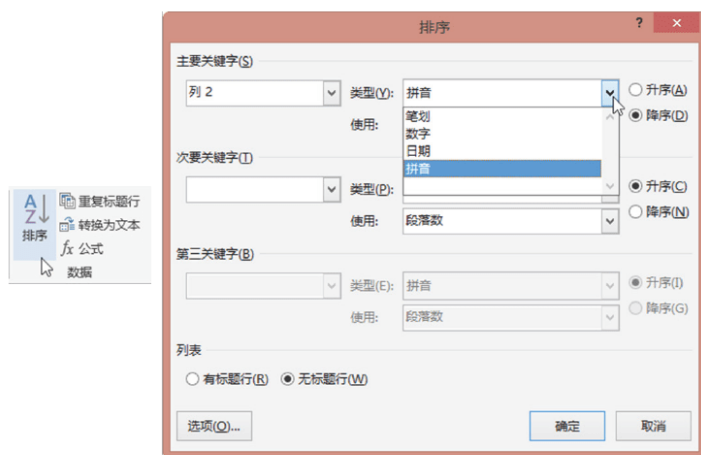 A
Z
排序
重复标题行
转换为文本
fx 公式
数据
排序
? ×
主要关键字(S)
列 2 类型(Y): 拼音 升序(A)
使用: 笔划 降序(D)
数字
日期
拼音
次要关键字(T)
类型(P): 升序(C)
使用: 段落数 降序(N)
第三关键字(B)
类型(E): 拼音 升序(I)
使用: 段落数 降序(G)
列表
有标题行(R) 无标题行(W)
选项(O)... 确定 取消